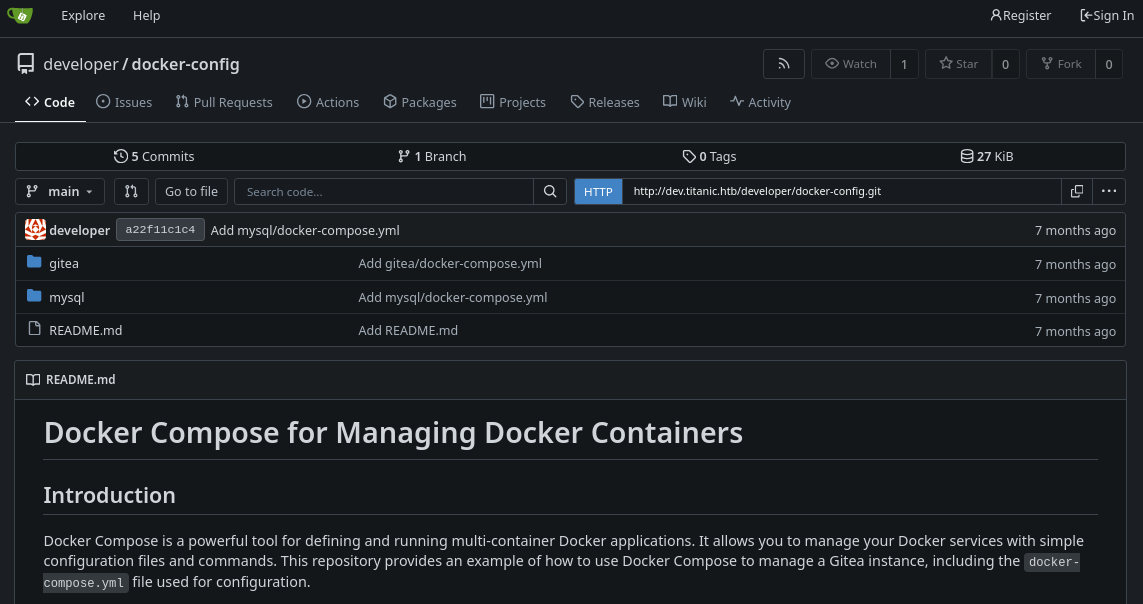 Explore Help Register Sign In
developer / docker-config Watch 1 Star 0 Fork 0
Code Issues Pull Requests Actions Packages Projects Releases Wiki Activity
5 Commits 1 Branch 0 Tags 27 KiB
main Go to file Search code... HTTP http://dev.titanic.htb/developer/docker-config.git
developer a22f11c1c4 Add mysql/docker-compose.yml 7 months ago
gitea Add gitea/docker-compose.yml 7 months ago
mysql Add mysql/docker-compose.yml 7 months ago
README.md Add README.md 7 months ago
README.md
Docker Compose for Managing Docker Containers
Introduction
Docker Compose is a powerful tool for defining and running multi-container Docker applications. It allows you to manage your Docker services with simple
configuration files and commands. This repository provides an example of how to use Docker Compose to manage a Gitea instance, including the docker-
compose.yml file used for configuration.